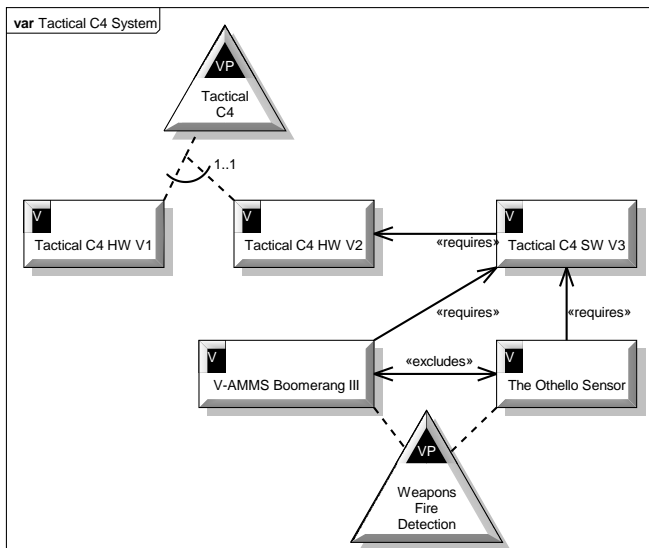 var Tactical C4 System
VP
Tactical
C4
1..1
V
Tactical C4 HW V1
V
Tactical C4 HW V2
«requires»
V
Tactical C4 SW V3
«requires»
«requires»
V
V-AMMS Boomerang III
«excludes»
V
The Othello Sensor
VP
Weapons
Fire
Detection